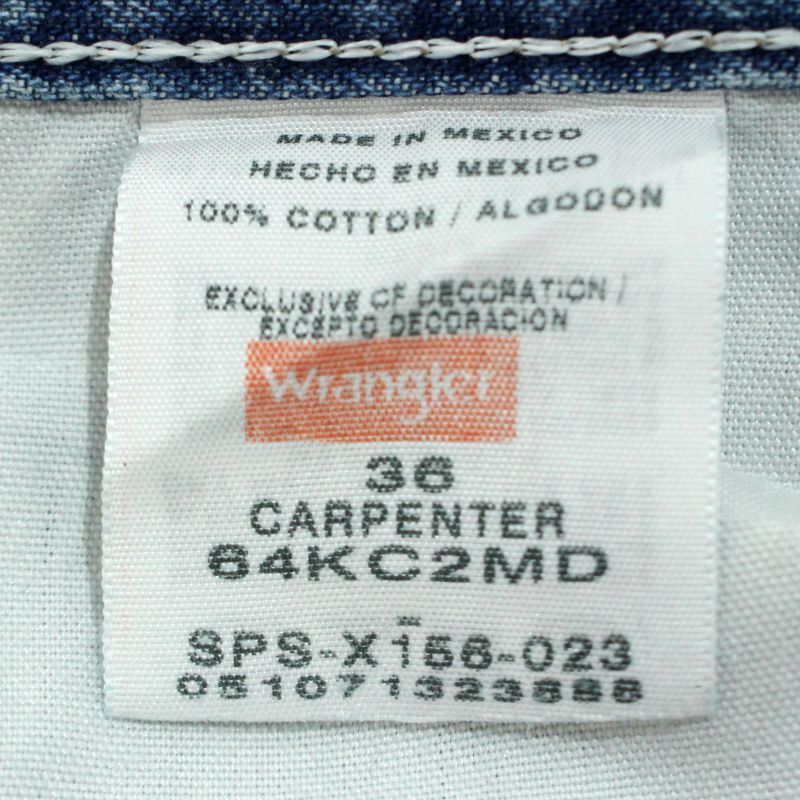 MADE IN MEXICO
HECHO EN MEXICO
100% COTTON / ALGODON
EXCLUSIVE OF DECORATION /
EXCEPTO DECORACION
Wrangler
36
CARPENTER
64KC2MD
SPS-X156-023